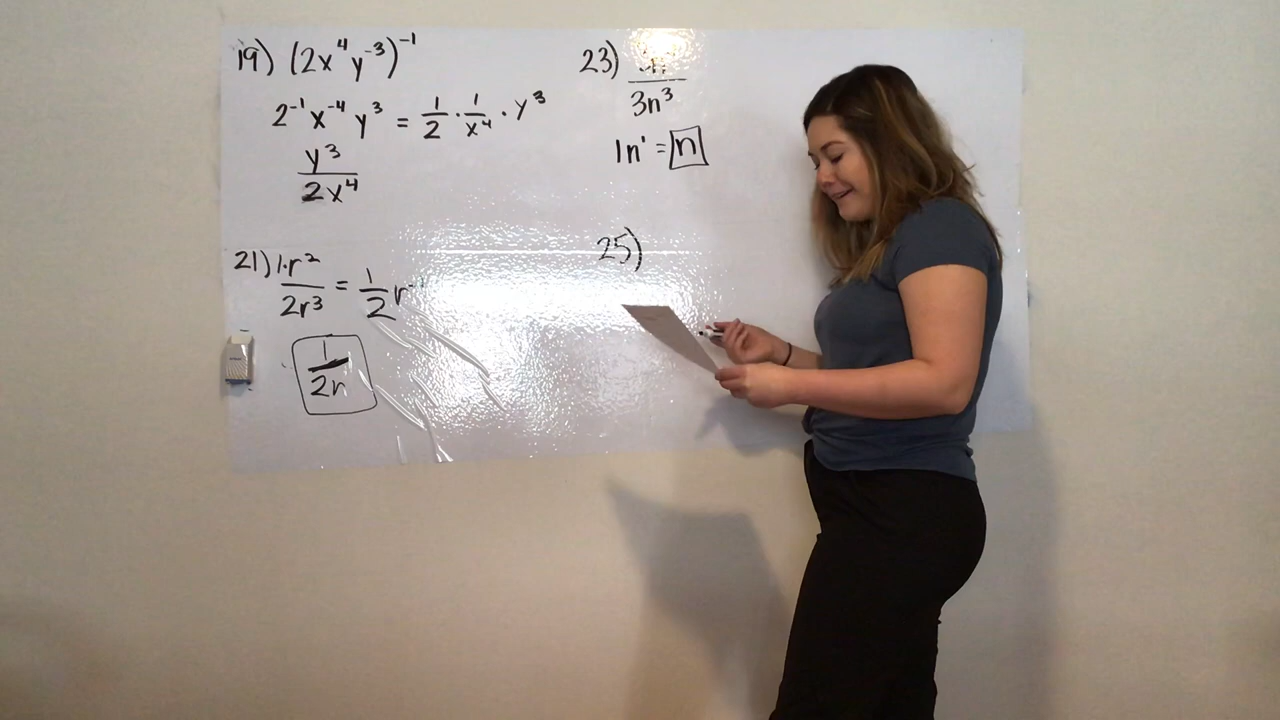 19) (2x⁴y⁻³)⁻¹
2⁻¹x⁻⁴y³ = 1/2 · 1/x⁴ · y³
y³/2x⁴
21) 1·r²/2r³ = 1/2 r⁻¹
1/2r
23)
3n³
1n¹ = n
25)